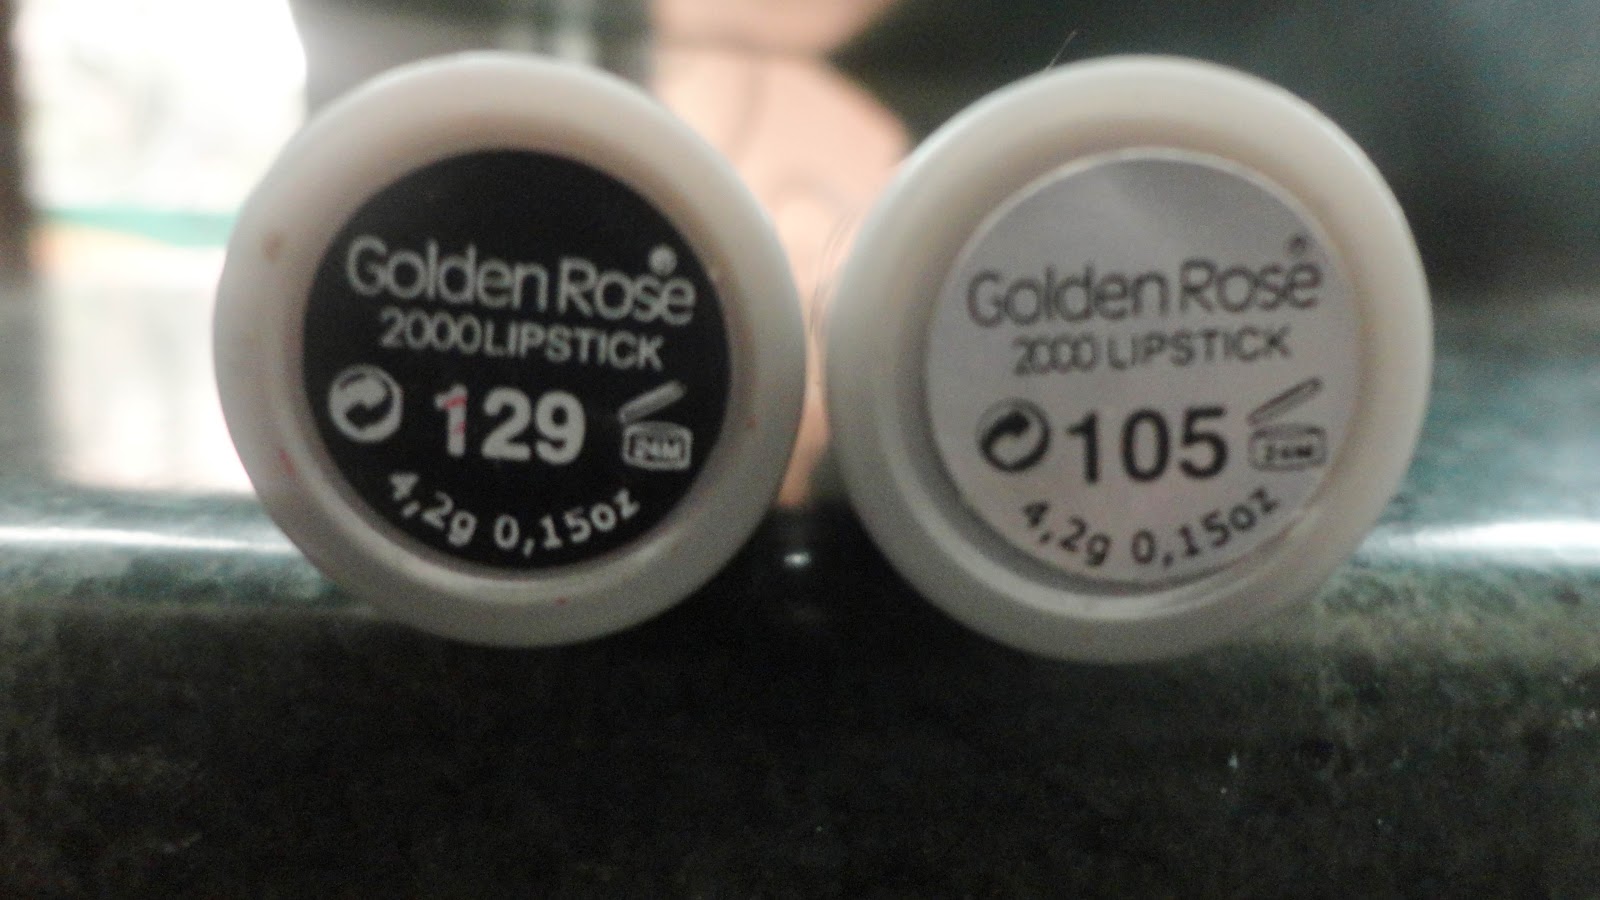 Golden Rose®
2000 LIPSTICK
129 24M
4,2g 0,15oz
Golden Rose®
2000 LIPSTICK
105 24M
4,2g 0,15oz